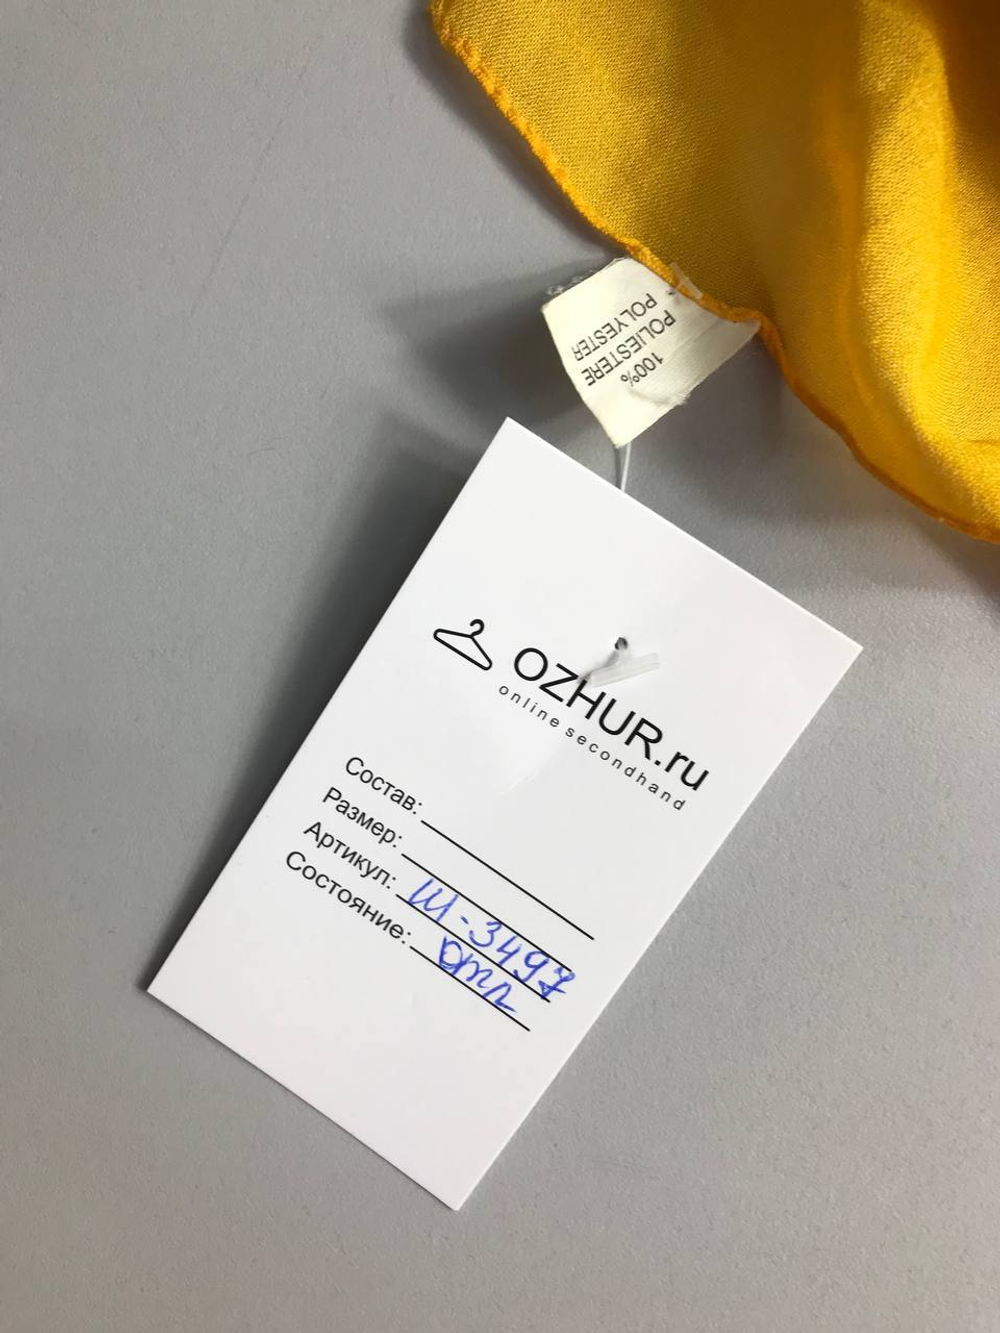 100%
POLIESTERE
POLYESTER
OZHUR.ru
online secondhand
Состав:
Размер:
Артикул: Ш-3497
Состояние: отл